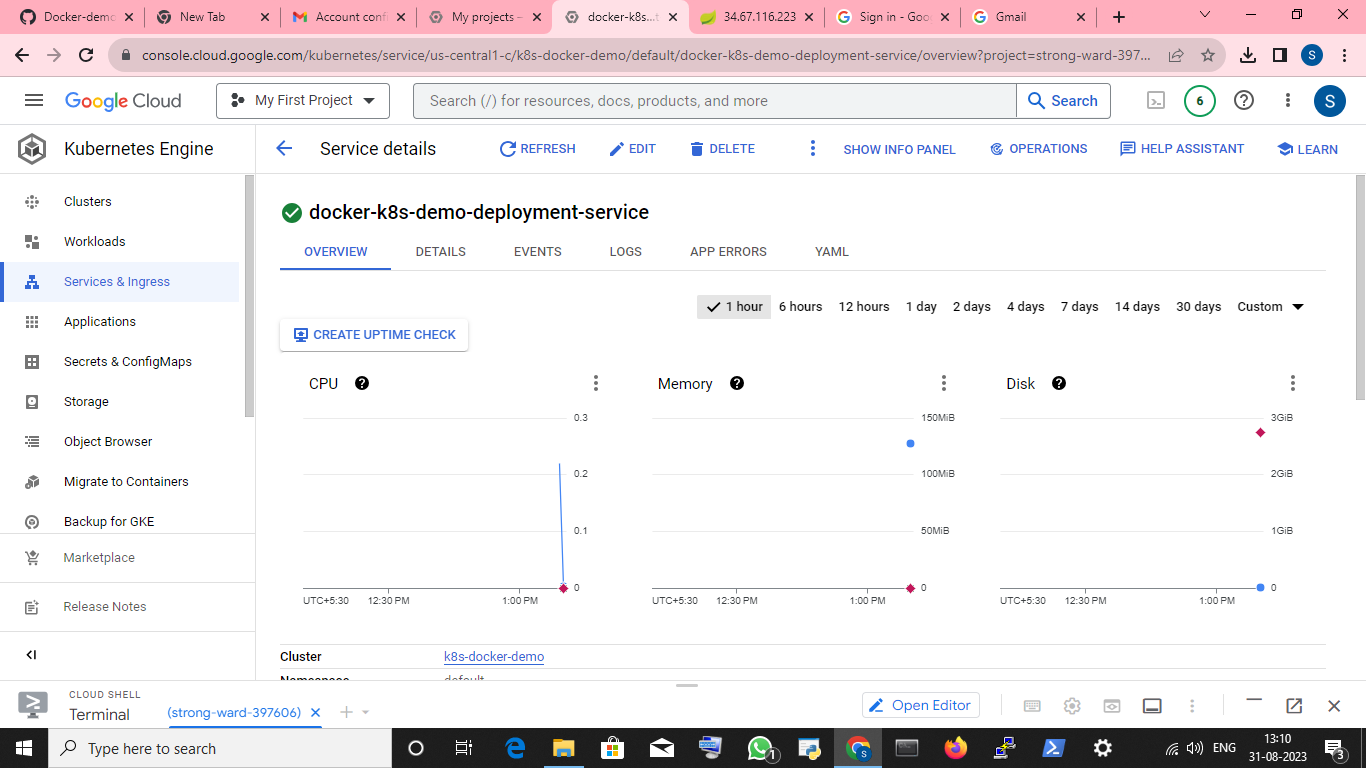 Docker-demo
New Tab
Account conf
My projects –
docker-k8s...t
34.67.116.223
Sign in - Goo
Gmail
console.cloud.google.com/kubernetes/service/us-central1-c/k8s-docker-demo/default/docker-k8s-demo-deployment-service/overview?project=strong-ward-397...
S
Google Cloud
My First Project
Search (/) for resources, docs, products, and more
Search
6
S
Kubernetes Engine
Service details
REFRESH
EDIT
DELETE
SHOW INFO PANEL
OPERATIONS
HELP ASSISTANT
LEARN
Clusters
Workloads
Services & Ingress
Applications
Secrets & ConfigMaps
Storage
Object Browser
Migrate to Containers
Backup for GKE
Marketplace
Release Notes
docker-k8s-demo-deployment-service
OVERVIEW
DETAILS
EVENTS
LOGS
APP ERRORS
YAML
1 hour
6 hours
12 hours
1 day
2 days
4 days
7 days
14 days
30 days
Custom
CREATE UPTIME CHECK
CPU
0.3
0.2
0.1
0
UTC+5:30
12:30 PM
1:00 PM
Memory
150MiB
100MiB
50MiB
0
UTC+5:30
12:30 PM
1:00 PM
Disk
3GiB
2GiB
1GiB
0
UTC+5:30
12:30 PM
1:00 PM
Cluster
k8s-docker-demo
Namespace
default
CLOUD SHELL
Terminal
(strong-ward-397606)
Open Editor
Type here to search
1
S
ENG
13:10
31-08-2023
3